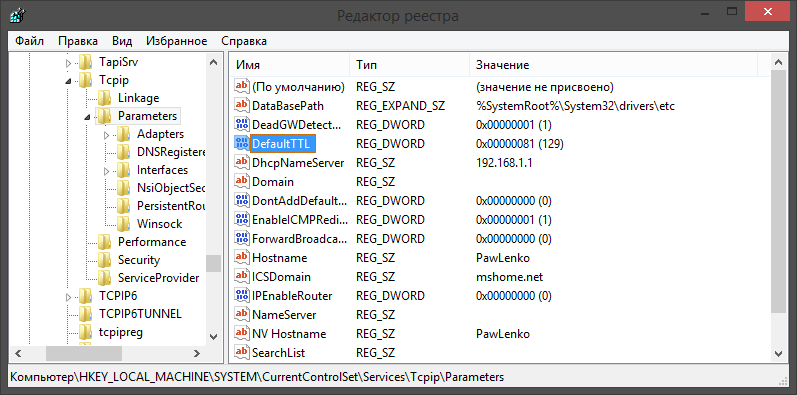 Редактор реестра
Файл Правка Вид Избранное Справка
TapiSrv
Tcpip
Linkage
Parameters
Adapters
DNSRegistere
Interfaces
NsiObjectSec
PersistentRou
Winsock
Performance
Security
ServiceProvider
TCPIP6
TCPIP6TUNNEL
tcpipreg
Имя Тип Значение
(По умолчанию) REG_SZ (значение не присвоено)
DataBasePath REG_EXPAND_SZ %SystemRoot%\System32\drivers\etc
DeadGWDetect... REG_DWORD 0x00000001 (1)
DefaultTTL REG_DWORD 0x00000081 (129)
DhcpNameServer REG_SZ 192.168.1.1
Domain REG_SZ
DontAddDefault... REG_DWORD 0x00000000 (0)
EnableICMPRedi... REG_DWORD 0x00000001 (1)
ForwardBroadca... REG_DWORD 0x00000000 (0)
Hostname REG_SZ PawLenko
ICSDomain REG_SZ mshome.net
IPEnableRouter REG_DWORD 0x00000000 (0)
NameServer REG_SZ
NV Hostname REG_SZ PawLenko
SearchList REG_SZ
Компьютер\HKEY_LOCAL_MACHINE\SYSTEM\CurrentControlSet\Services\Tcpip\Parameters